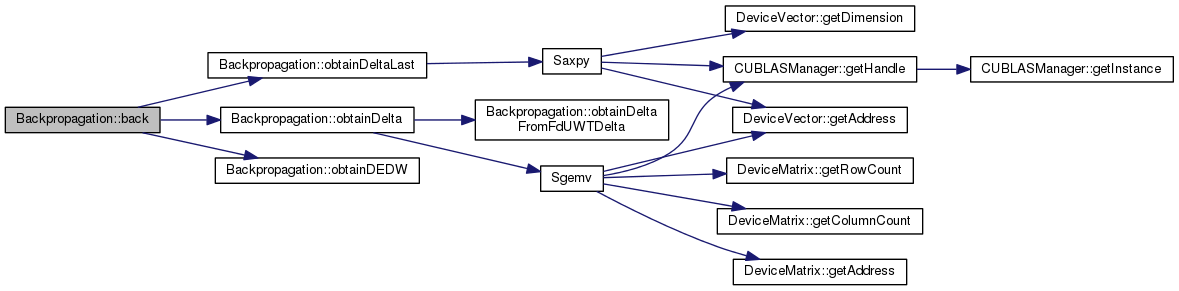 Backpropagation::back
Backpropagation::obtainDeltaLast
Backpropagation::obtainDelta
Backpropagation::obtainDEDW
Saxpy
Backpropagation::obtainDelta
FromFdUWTDelta
Sgemv
DeviceVector::getDimension
CUBLASManager::getHandle
DeviceVector::getAddress
DeviceMatrix::getRowCount
DeviceMatrix::getColumnCount
DeviceMatrix::getAddress
CUBLASManager::getInstance